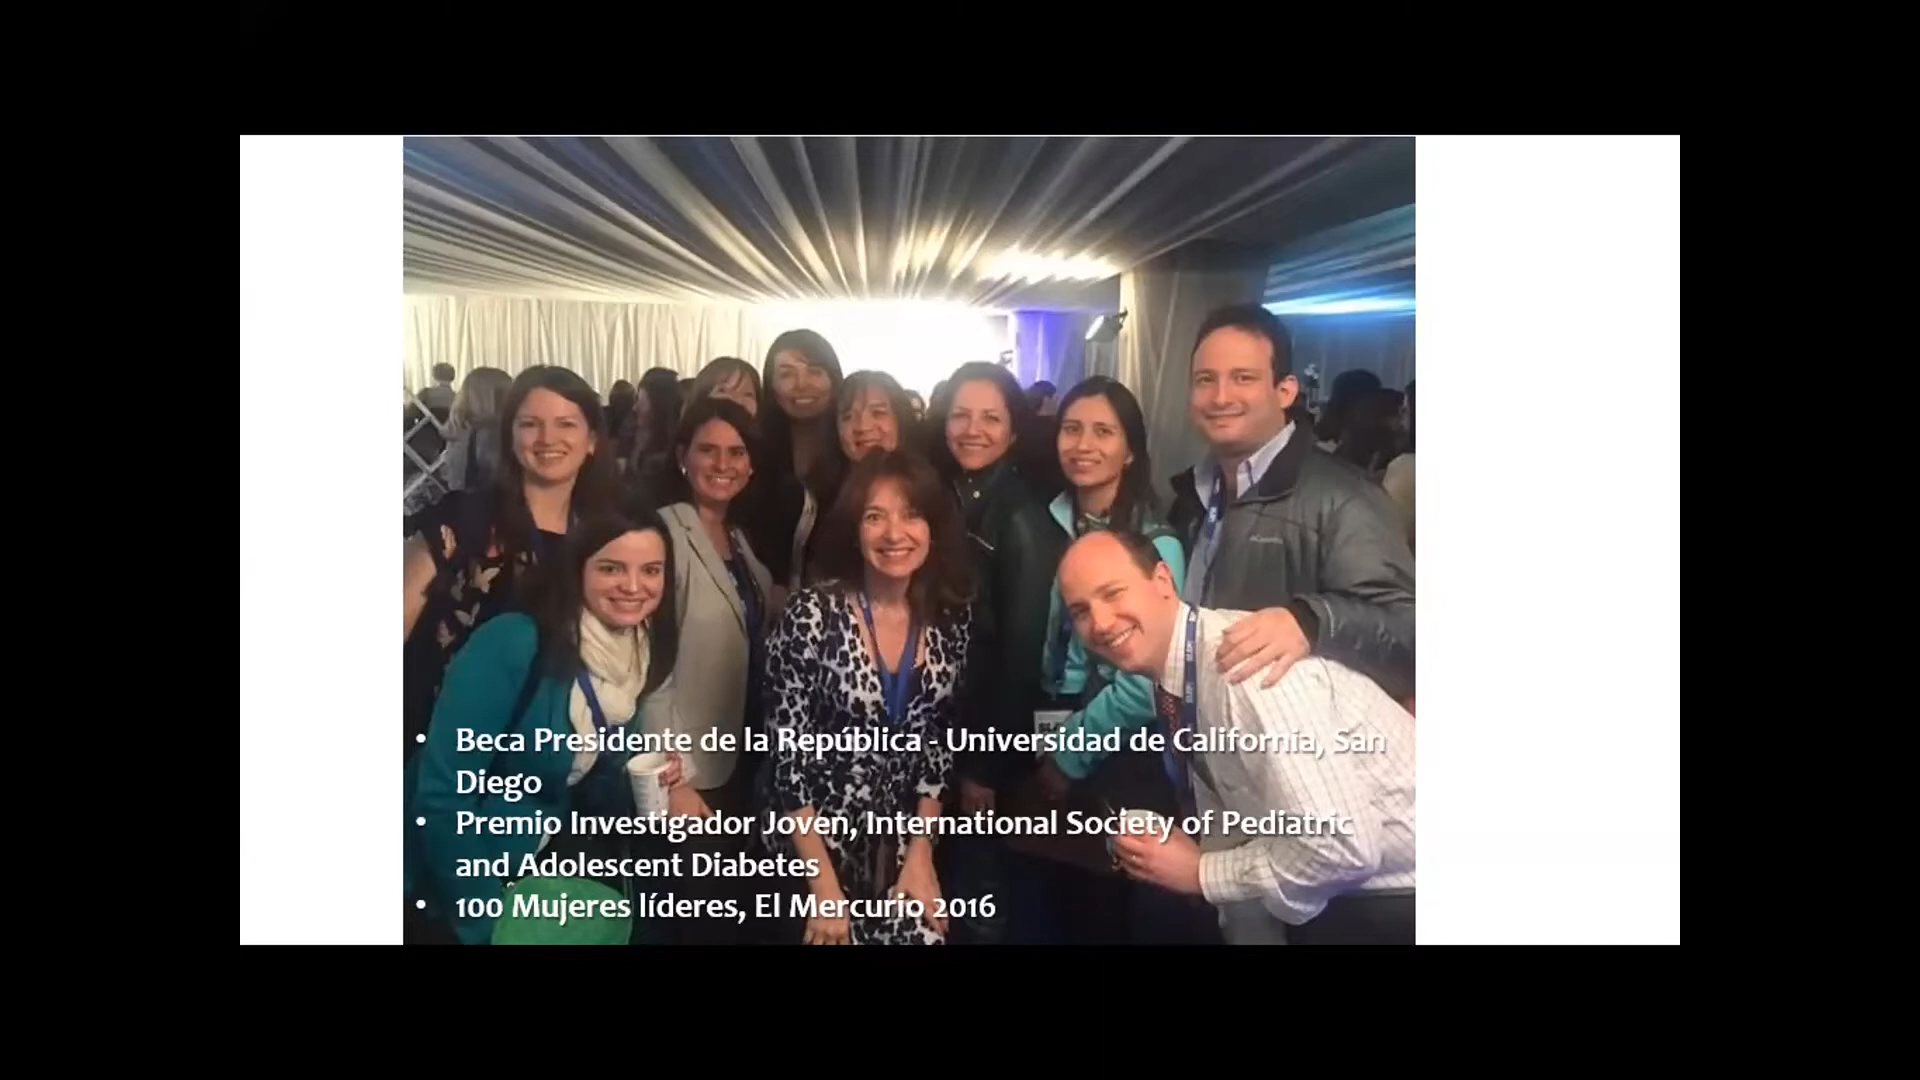 • Beca Presidente de la República - Universidad de California, San
Diego
• Premio Investigador Joven, International Society of Pediatric
and Adolescent Diabetes
• 100 Mujeres líderes, El Mercurio 2016
Columbia